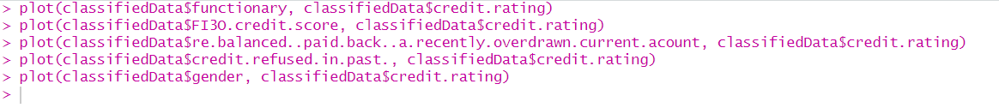 > plot(classifiedData$functionary, classifiedData$credit.rating)
> plot(classifiedData$FI3O.credit.score, classifiedData$credit.rating)
> plot(classifiedData$re.balanced..paid.back..a.recently.overdrawn.current.acount, classifiedData$credit.rating)
> plot(classifiedData$credit.refused.in.past., classifiedData$credit.rating)
> plot(classifiedData$gender, classifiedData$credit.rating)
>